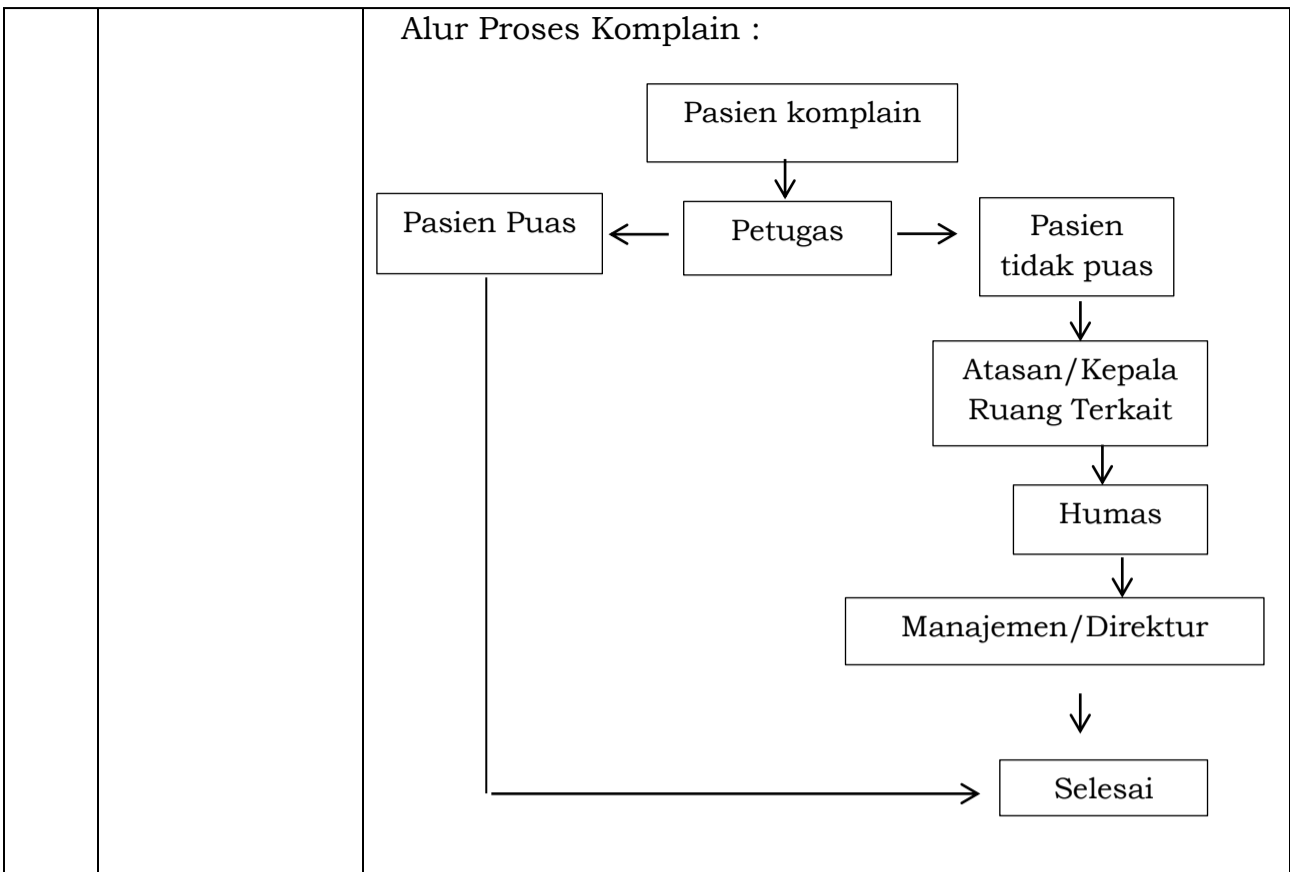 Alur Proses Komplain :
Pasien komplain
Pasien Puas
Petugas
Pasien
tidak puas
Atasan/Kepala
Ruang Terkait
Humas
Manajemen/Direktur
Selesai